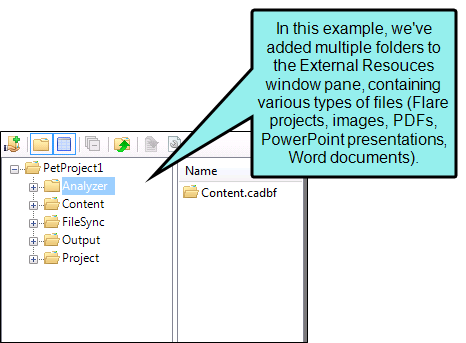 In this example, we've
added multiple folders to
the External Resouces
window pane, containing
various types of files (Flare
projects, images, PDFs,
PowerPoint presentations,
Word documents).
PetProject1
Analyzer
Content
FileSync
Output
Project
Name
Content.cadbf